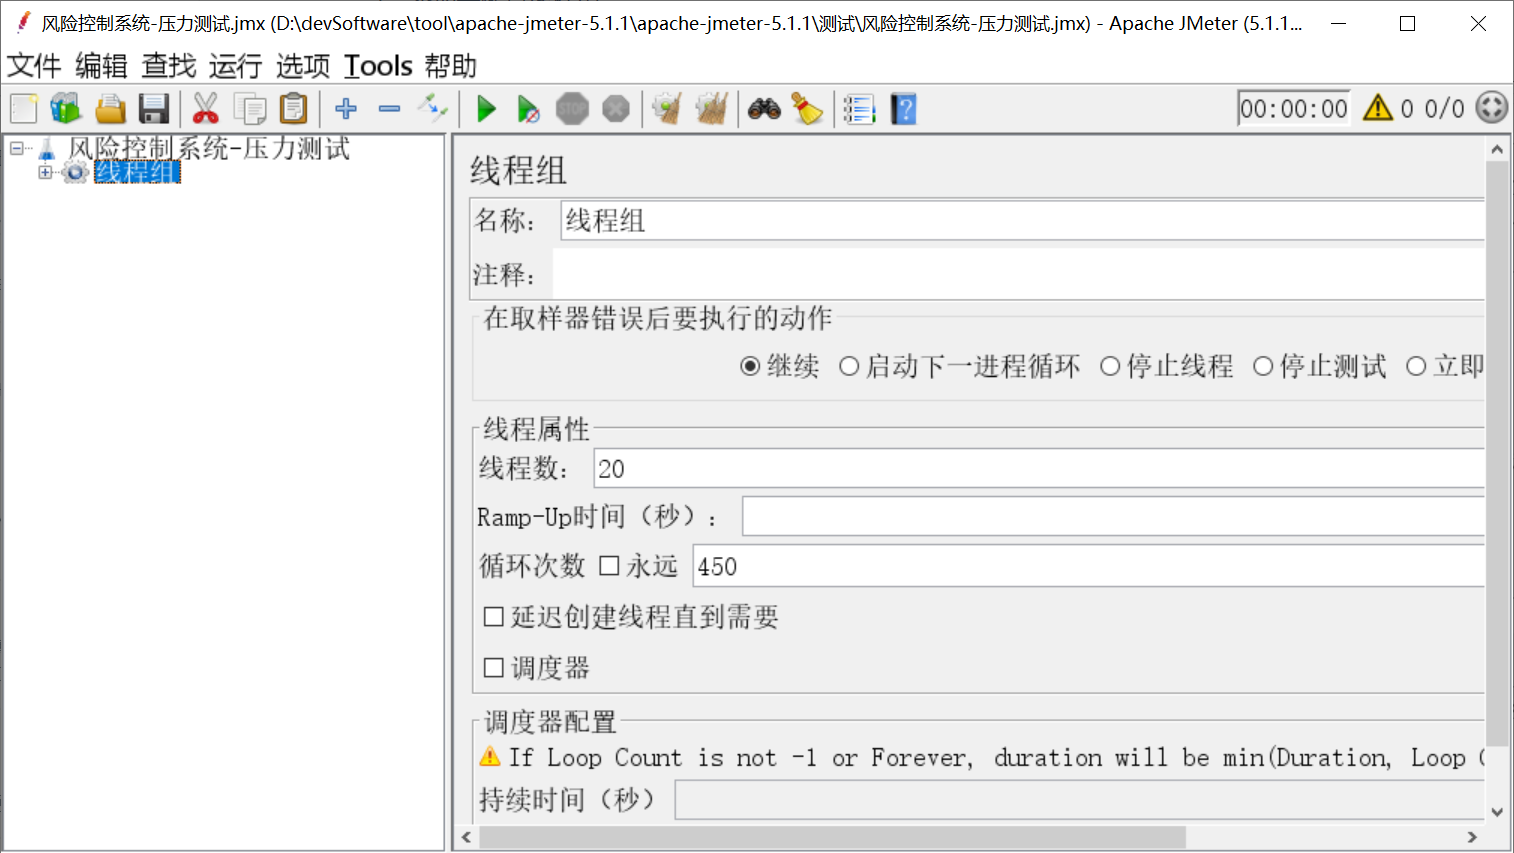 风险控制系统-压力测试.jmx (D:\devSoftware\tool\apache-jmeter-5.1.1\apache-jmeter-5.1.1\测试\风险控制系统-压力测试.jmx) - Apache JMeter (5.1.1...
文件 编辑 查找 运行 选项 Tools 帮助
STOP 00:00:00 0 0/0
风险控制系统-压力测试
线程组
线程组
名称： 线程组
注释：
在取样器错误后要执行的动作
继续 启动下一进程循环 停止线程 停止测试 立即
线程属性
线程数： 20
Ramp-Up时间（秒）：
循环次数 永远 450
延迟创建线程直到需要
调度器
调度器配置
If Loop Count is not -1 or Forever, duration will be min(Duration, Loop
持续时间（秒）